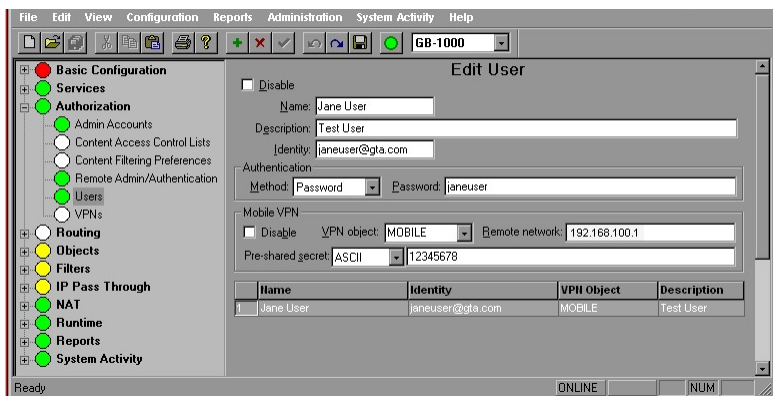 File Edit View Configuration Reports Administration System Activity Help
GB-1000
Basic Configuration
Services
Authorization
Admin Accounts
Content Access Control Lists
Content Filtering Preferences
Remote Admin/Authentication
Users
VPNs
Routing
Objects
Filters
IP Pass Through
NAT
Runtime
Reports
System Activity
Edit User
Disable
Name: Jane User
Description: Test User
Identity: janeuser@gta.com
Authentication
Method: Password Password: janeuser
Mobile VPN
Disable VPN object: MOBILE Remote network: 192.168.100.1
Pre-shared secret: ASCII 12345678
Name Identity VPN Object Description
1 Jane User janeuser@gta.com MOBILE Test User
Ready ONLINE NUM